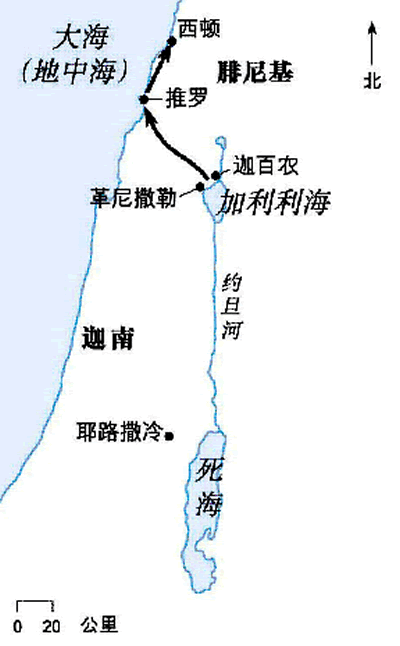 西顿
大海
（地中海）
腓尼基
北
推罗
迦百农
革尼撒勒
加利利海
约旦河
迦南
耶路撒冷
死海
0 20 公里